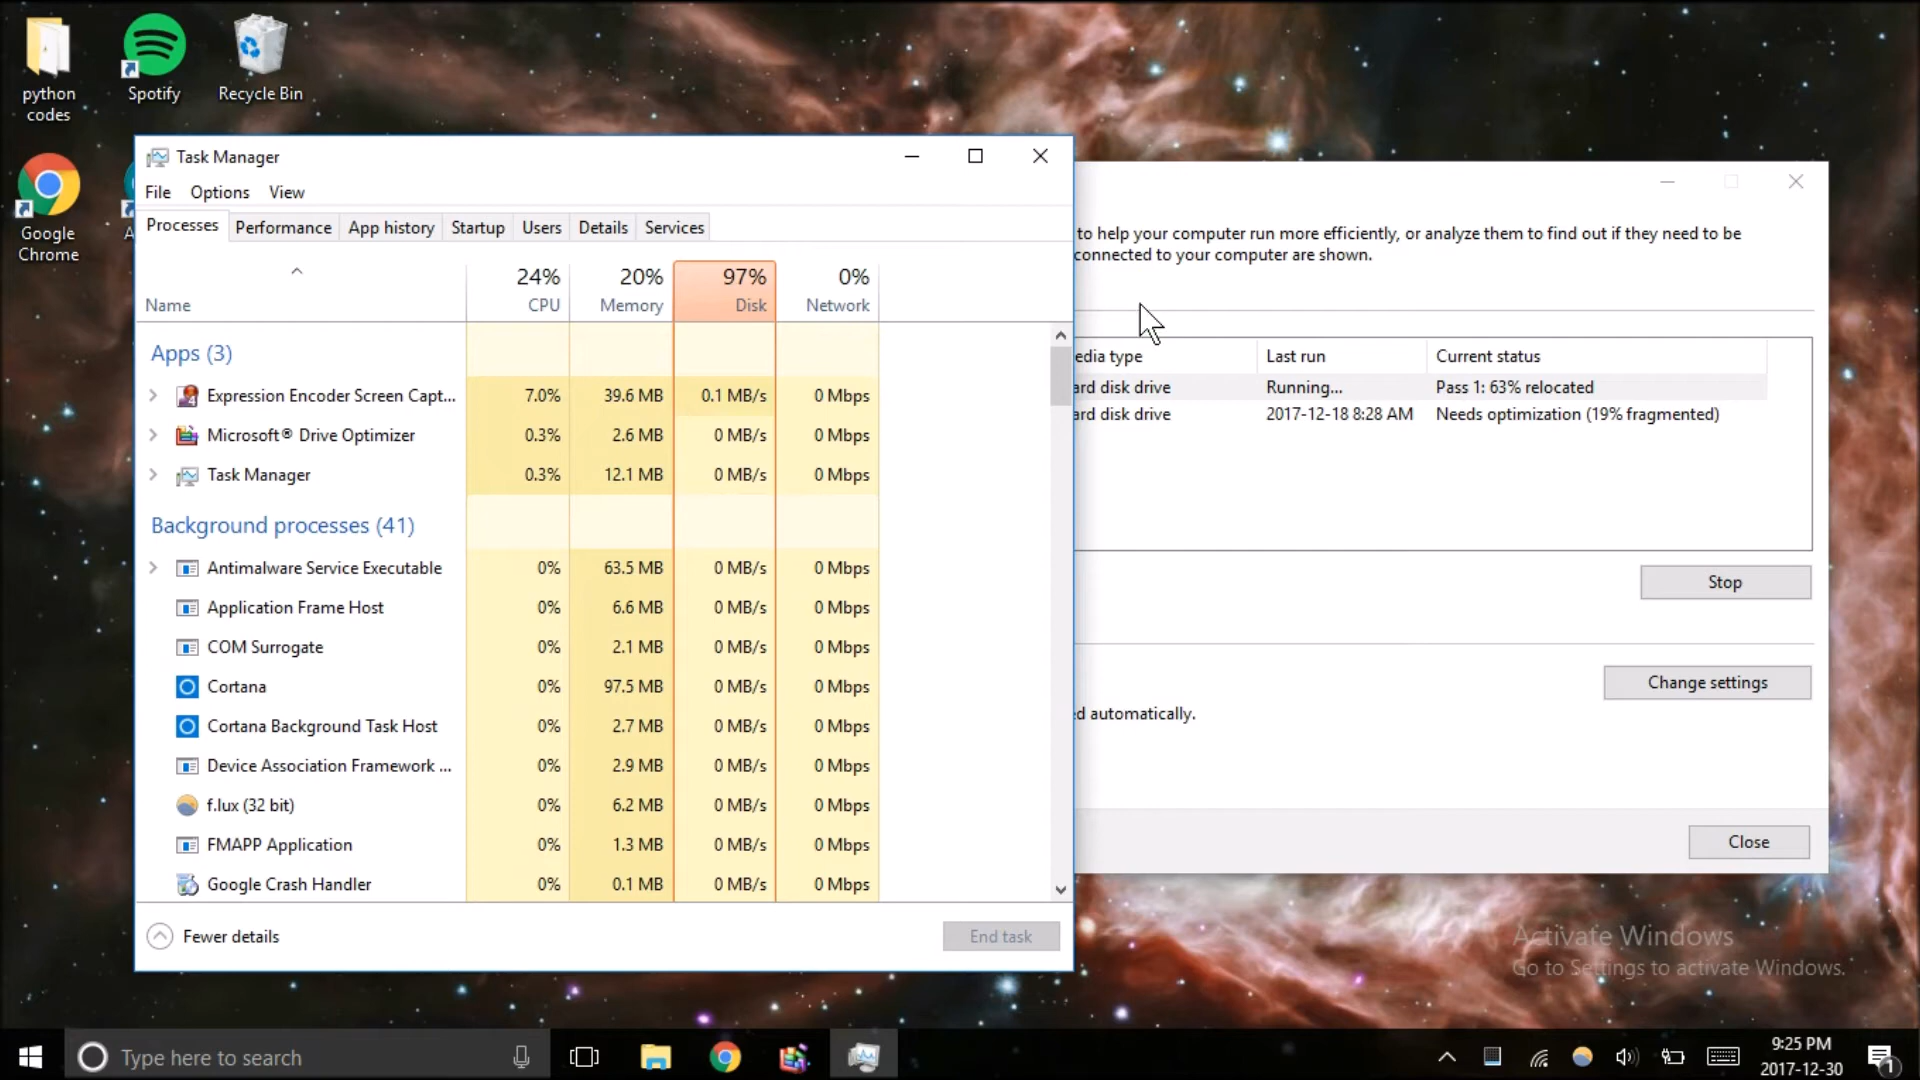 python
codes
Spotify
Recycle Bin
Google
Chrome
A
Task Manager
File Options View
Processes Performance App history Startup Users Details Services
24% 20% 97% 0%
Name CPU Memory Disk Network
Apps (3)
Expression Encoder Screen Capt... 7.0% 39.6 MB 0.1 MB/s 0 Mbps
Microsoft® Drive Optimizer 0.3% 2.6 MB 0 MB/s 0 Mbps
Task Manager 0.3% 12.1 MB 0 MB/s 0 Mbps
Background processes (41)
Antimalware Service Executable 0% 63.5 MB 0 MB/s 0 Mbps
Application Frame Host 0% 6.6 MB 0 MB/s 0 Mbps
COM Surrogate 0% 2.1 MB 0 MB/s 0 Mbps
Cortana 0% 97.5 MB 0 MB/s 0 Mbps
Cortana Background Task Host 0% 2.7 MB 0 MB/s 0 Mbps
Device Association Framework ... 0% 2.9 MB 0 MB/s 0 Mbps
f.lux (32 bit) 0% 6.2 MB 0 MB/s 0 Mbps
FMAPP Application 0% 1.3 MB 0 MB/s 0 Mbps
Google Crash Handler 0% 0.1 MB 0 MB/s 0 Mbps
Fewer details End task
to help your computer run more efficiently, or analyze them to find out if they need to be
connected to your computer are shown.
edia type Last run Current status
ard disk drive Running... Pass 1: 63% relocated
ard disk drive 2017-12-18 8:28 AM Needs optimization (19% fragmented)
Stop
Change settings
d automatically.
Close
Activate Windows
Go to Settings to activate Windows.
Type here to search
9:25 PM
2017-12-30
1